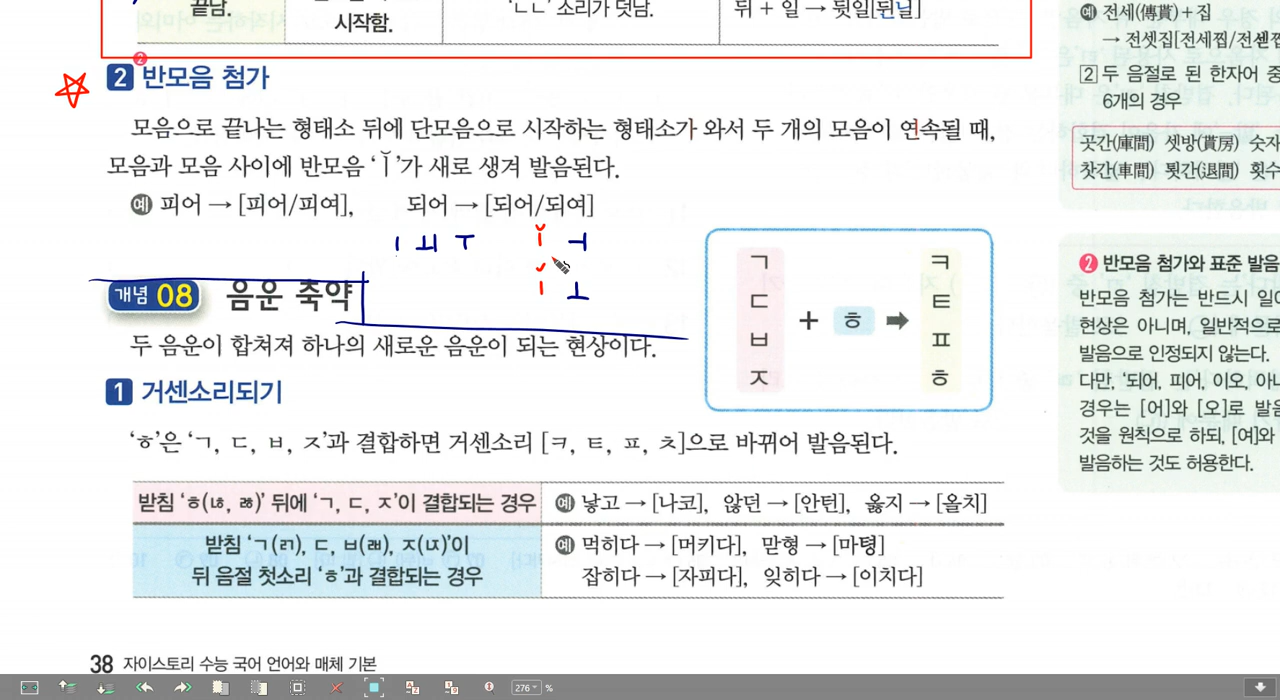 끝남.
시작함.
'ㄴㄴ' 소리가 덧남.
뒤 + 일 → 뒷일[뒨닐]
예 전세(傳貰)+집
→ 전셋집[전세찝/전섿찝
2 두 음절로 된 한자어 중
6개의 경우
곳간(庫間) 셋방(貰房) 숫자
찻간(車間) 툇간(退間) 횟수
2 반모음 첨가
모음으로 끝나는 형태소 뒤에 단모음으로 시작하는 형태소가 와서 두 개의 모음이 연속될 때,
모음과 모음 사이에 반모음 'ㅣ̆'가 새로 생겨 발음된다.
예 피어 → [피어/피여], 되어 → [되어/되여]
ㅣ ㅚ ㅜ ㅣ̆ ㅓ
ㅣ̆ ㅗ
개념 08 음운 축약
두 음운이 합쳐져 하나의 새로운 음운이 되는 현상이다.
ㄱ ㅋ
ㄷ ㅌ
+ ㅎ ➡
ㅂ ㅍ
ㅈ ㅎ
2 반모음 첨가와 표준 발음
반모음 첨가는 반드시 일어
현상은 아니며, 일반적으로
발음으로 인정되지 않는다.
다만, '되어, 피어, 이오, 아니
경우는 [어]와 [오]로 발음
것을 원칙으로 하되, [여]와
발음하는 것도 허용한다.
1 거센소리되기
'ㅎ'은 'ㄱ, ㄷ, ㅂ, ㅈ'과 결합하면 거센소리 [ㅋ, ㅌ, ㅍ, ㅊ]으로 바뀌어 발음된다.
받침 'ㅎ(ㄶ, ㅀ)' 뒤에 'ㄱ, ㄷ, ㅈ'이 결합되는 경우
예 낳고 → [나코], 않던 → [안턴], 옳지 → [올치]
받침 'ㄱ(ㄺ), ㄷ, ㅂ(ㄼ), ㅈ(ㄵ)'이
뒤 음절 첫소리 'ㅎ'과 결합되는 경우
예 먹히다 → [머키다], 맏형 → [마텽]
잡히다 → [자피다], 잊히다 → [이치다]
38 자이스토리 수능 국어 언어와 매체 기본
276 %